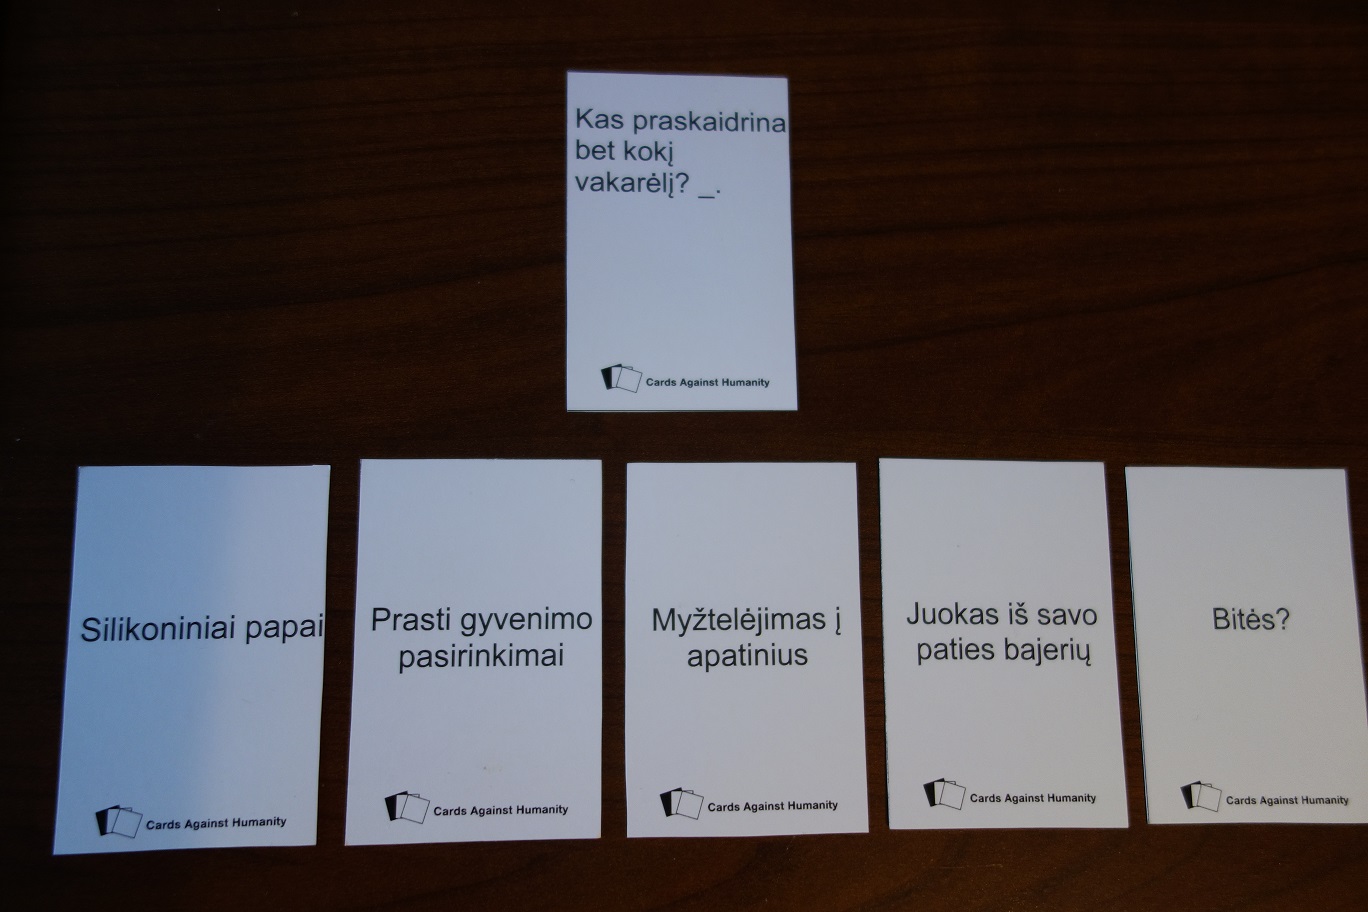 Kas praskaidrina
bet kokį
vakarėlį? _.
Cards Against Humanity
Silikoniniai papai
Cards Against Humanity
Prasti gyvenimo
pasirinkimai
Cards Against Humanity
Myžtelėjimas į
apatinius
Cards Against Humanity
Juokas iš savo
paties bajerių
Cards Against Humanity
Bitės?
Cards Against Humanity